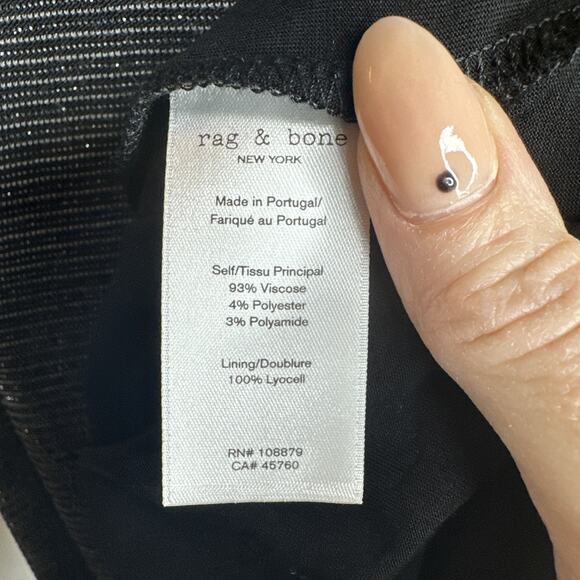 rag & bone
NEW YORK
Made in Portugal/
Fariqué au Portugal
Self/Tissu Principal
93% Viscose
4% Polyester
3% Polyamide
Lining/Doublure
100% Lyocell
RN# 108879
CA# 45760